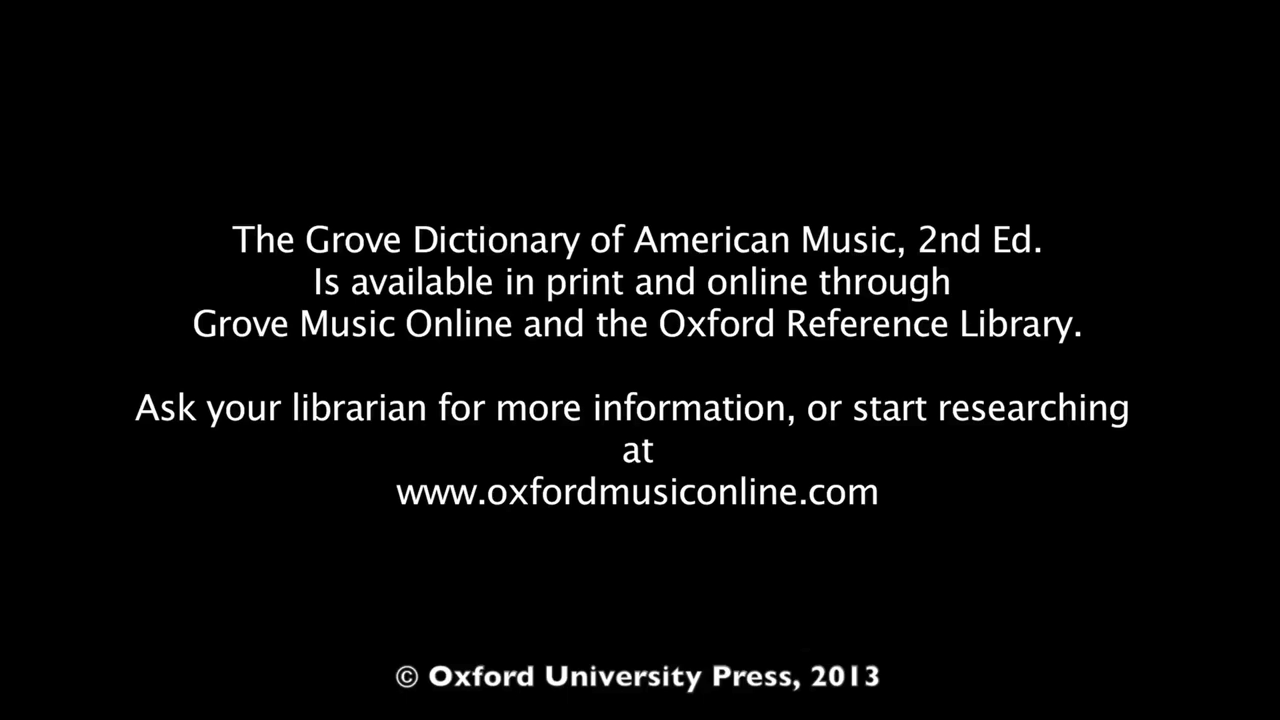 The Grove Dictionary of American Music, 2nd Ed.
Is available in print and online through
Grove Music Online and the Oxford Reference Library.
Ask your librarian for more information, or start researching
at
www.oxfordmusiconline.com
© Oxford University Press, 2013